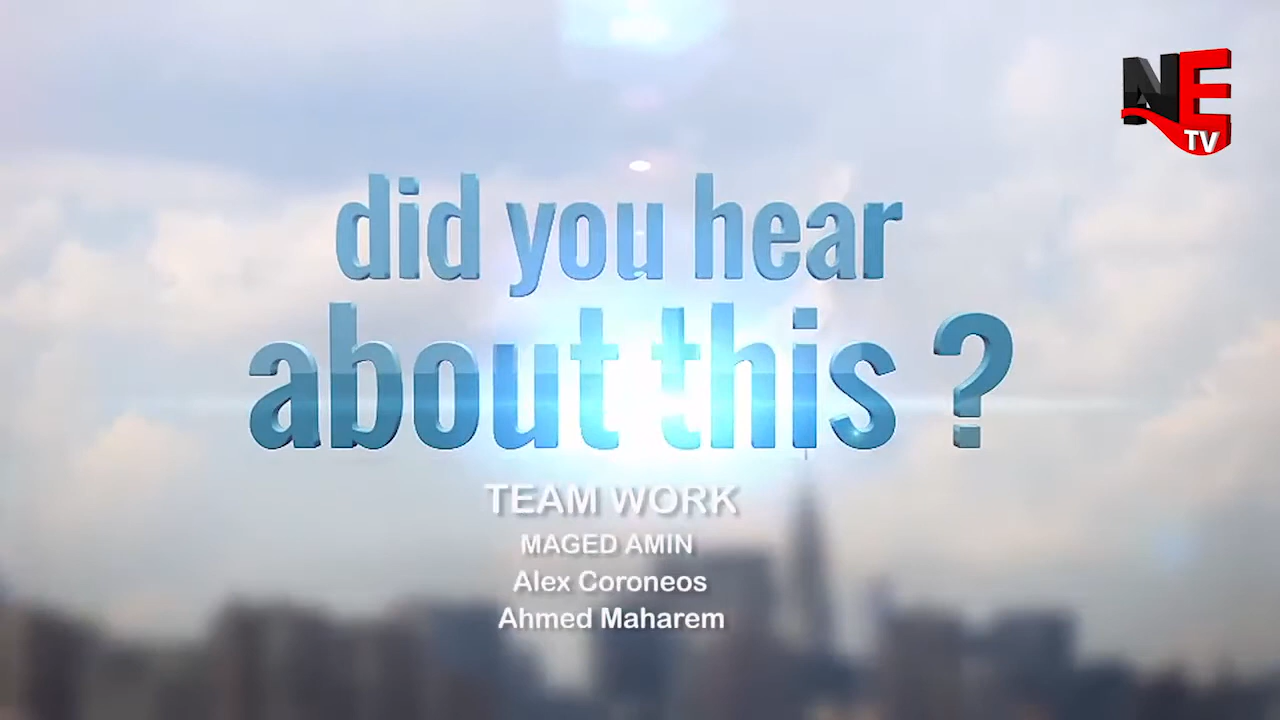 NE
TV
did you hear
about this ?
TEAM WORK
MAGED AMIN
Alex Coroneos
Ahmed Maharem